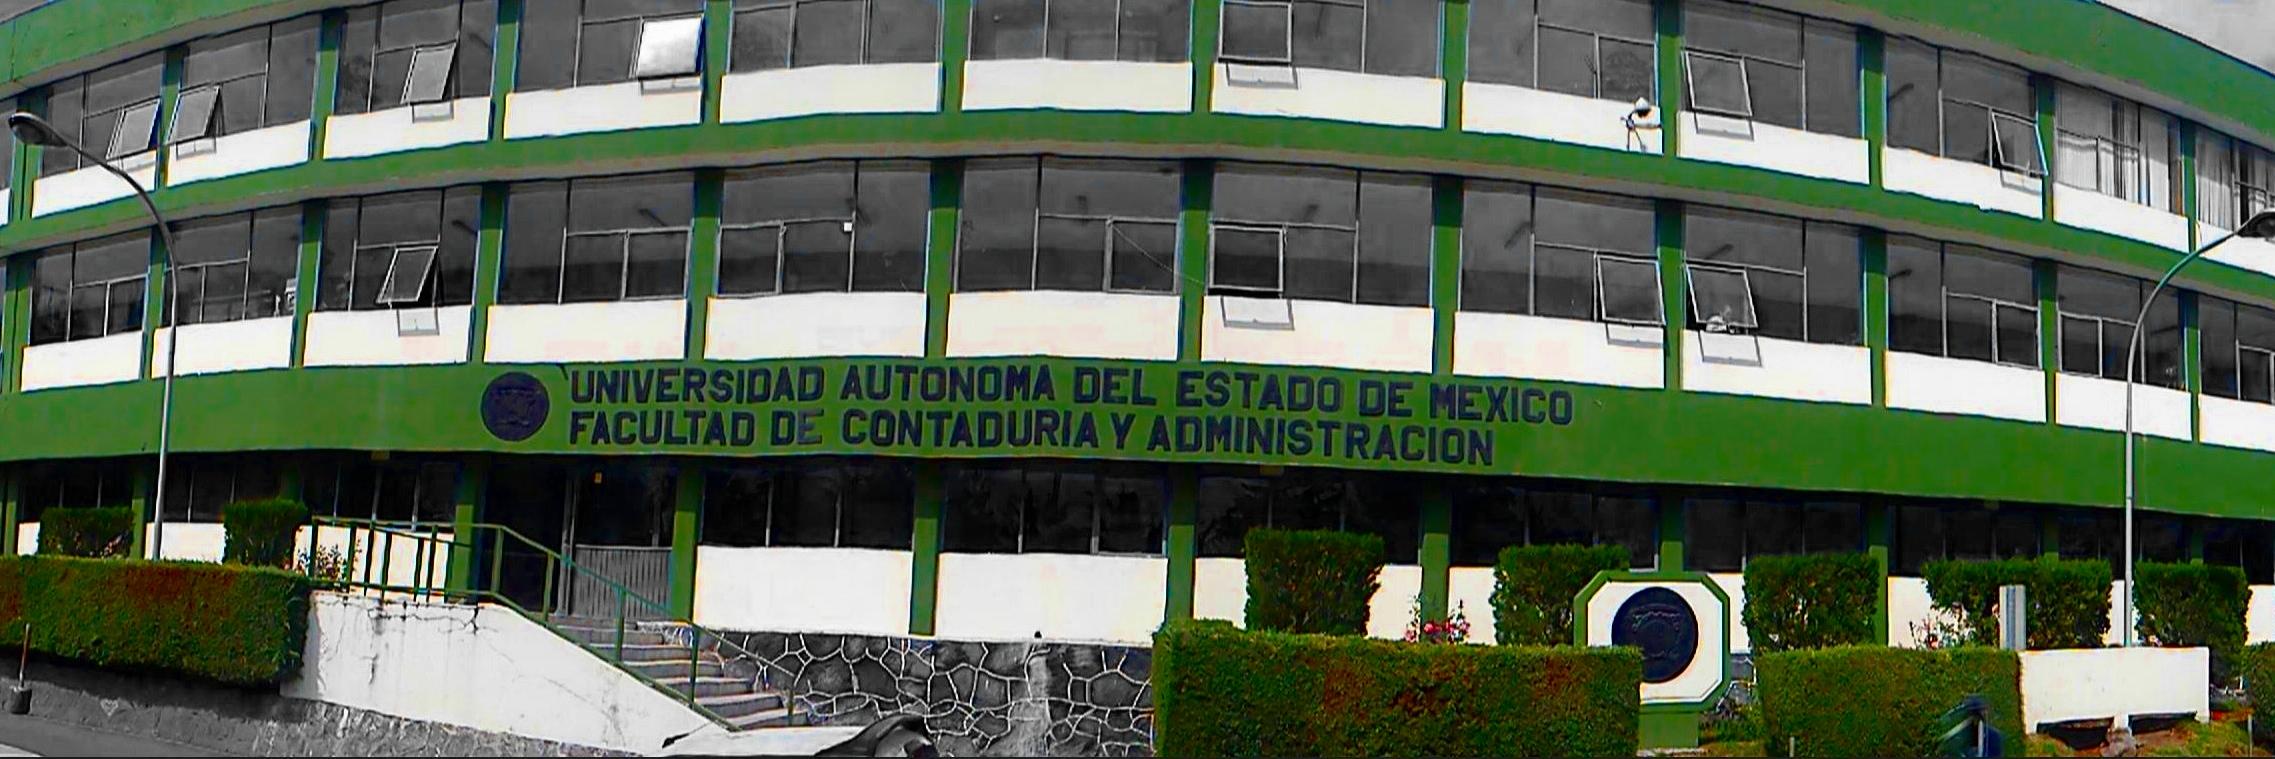 UNIVERSIDAD AUTONOMA DEL ESTADO DE MEXICO
FACULTAD DE CONTADURIA Y ADMINISTRACION